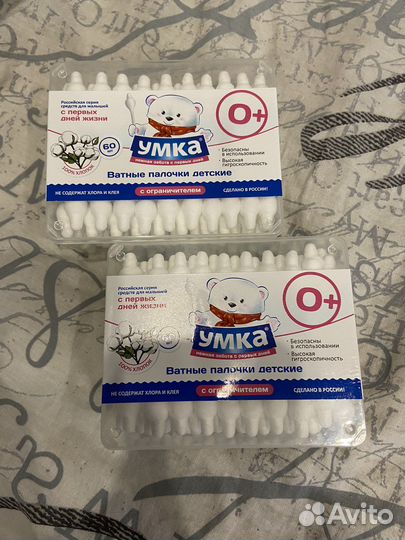 Российская серия
средств для малышей
с первых
дней жизни
60
100% ХЛОПОК
УМКА
нежная забота с первых дней
0+
Безопасны
в использовании
Высокая
гигроскопичность
Ватные палочки детские
НЕ СОДЕРЖАТ ХЛОРА И КЛЕЯ
с ограничителем
СДЕЛАНО В РОССИИ!
Российская серия
средств для малышей
с первых
дней жизни
100% ХЛОПОК
УМКА
нежная забота с первых дней
0+
Безопасны
в использовании
Высокая
гигроскопичность
Ватные палочки детские
НЕ СОДЕРЖАТ ХЛОРА И КЛЕЯ
с ограничителем
СДЕЛАНО В РОССИИ!
Avito